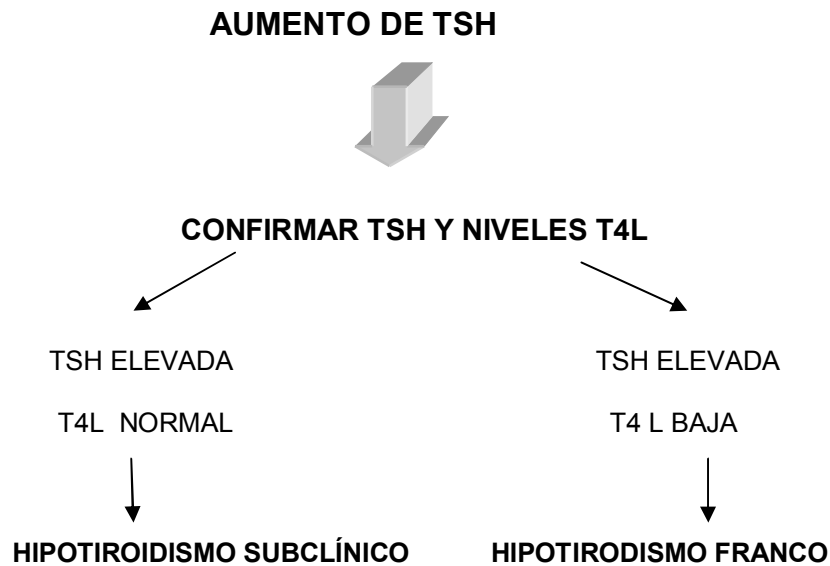 AUMENTO DE TSH
CONFIRMAR TSH Y NIVELES T4L
TSH ELEVADA
T4L NORMAL
HIPOTIROIDISMO SUBCLÍNICO
TSH ELEVADA
T4 L BAJA
HIPOTIRODISMO FRANCO